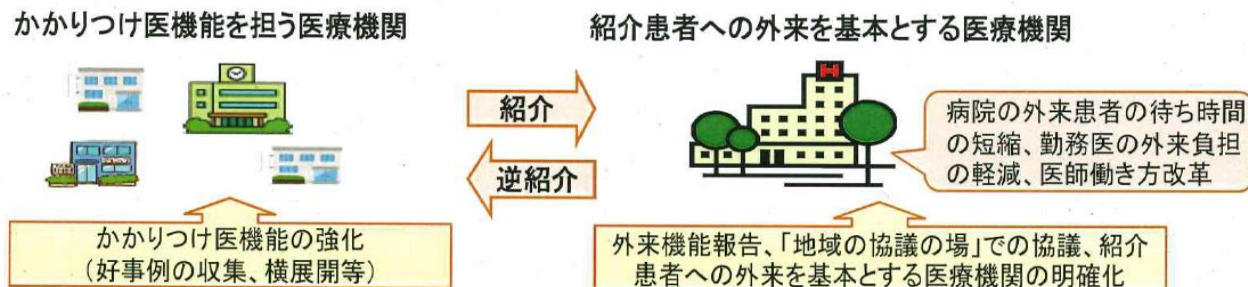 かかりつけ医機能を担う医療機関
紹介患者への外来を基本とする医療機関
紹介
逆紹介
H
病院の外来患者の待ち時間
の短縮、勤務医の外来負担
の軽減、医師働き方改革
かかりつけ医機能の強化
（好事例の収集、横展開等）
外来機能報告、「地域の協議の場」での協議、紹介
患者への外来を基本とする医療機関の明確化